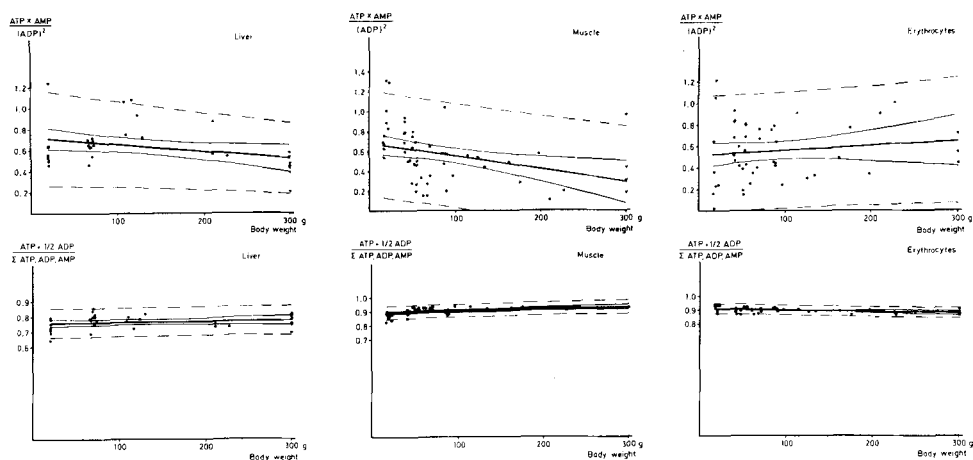 ATP × AMP
(ADP)²
Liver
1.2
1.0
0.8
0.6
0.4
0.2
100
200
300 g
Body weight
ATP × AMP
(ADP)²
Muscle
1.4
1.2
1.0
0.8
0.6
0.4
0.2
100
200
300 g
Body weight
ATP × AMP
(ADP)²
Erythrocytes
1.4
1.2
1.0
0.8
0.6
0.4
0.2
100
200
300 g
Body weight
ATP + 1/2 ADP
Σ ATP, ADP, AMP
Liver
0.9
0.8
0.7
0.6
100
200
300 g
Body weight
ATP + 1/2 ADP
Σ ATP, ADP, AMP
Muscle
1.0
0.9
0.8
0.7
100
200
300 g
Body weight
ATP + 1/2 ADP
Σ ATP, ADP, AMP
Erythrocytes
1.0
0.9
0.8
100
200
300 g
Body weight